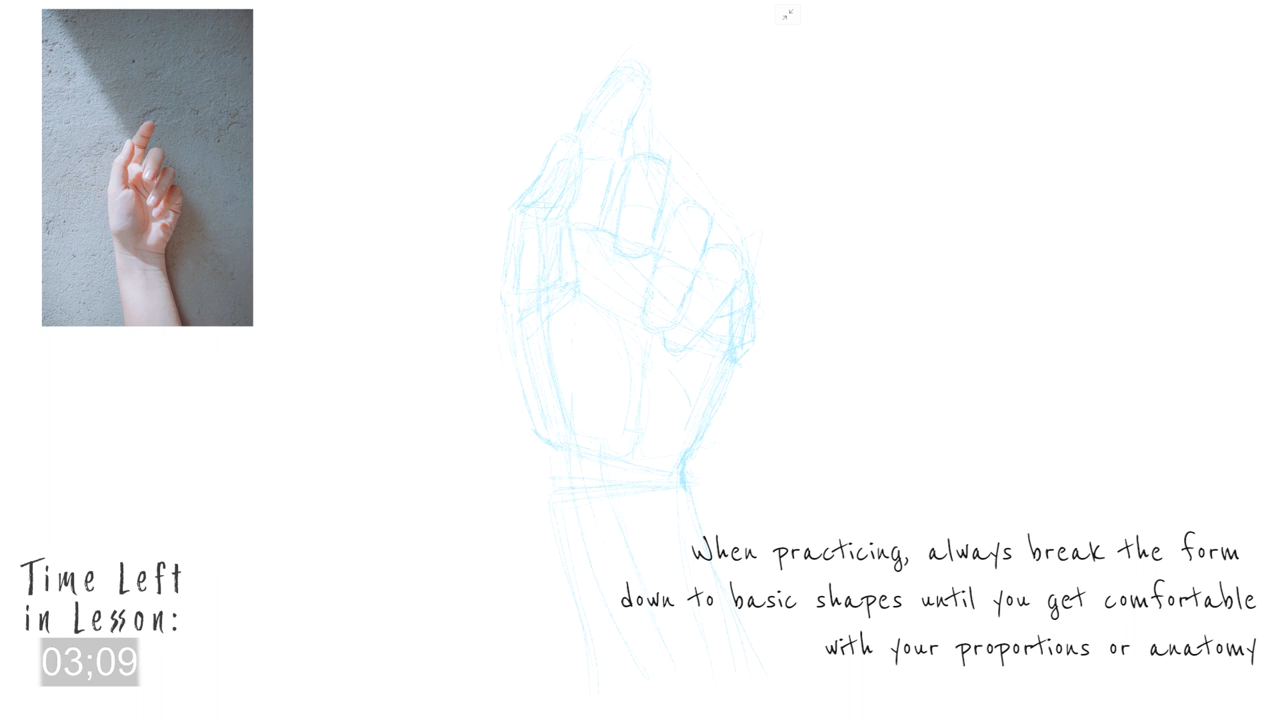 When practicing, always break the form
down to basic shapes until you get comfortable
with your proportions or anatomy
Time Left
in Lesson:
03;09